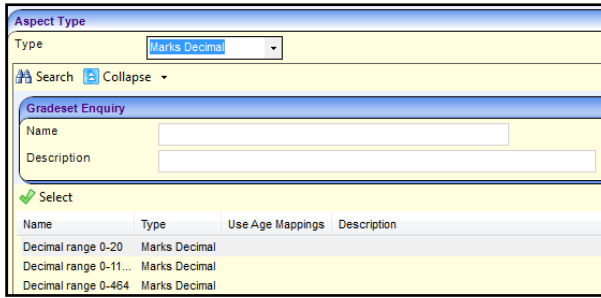 Aspect Type
Type Marks Decimal
Search Collapse
Gradeset Enquiry
Name
Description
Select
Name Type Use Age Mappings Description
Decimal range 0-20 Marks Decimal
Decimal range 0-11... Marks Decimal
Decimal range 0-464 Marks Decimal